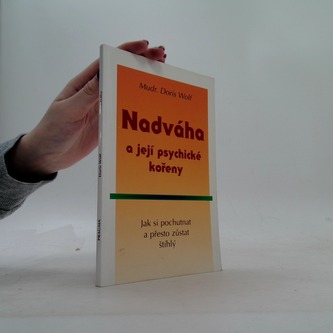 Mudr. Doris Wolf
Nadváha
a její psychické
kořeny
Jak si pochutnat
a přesto zůstat
štíhlý